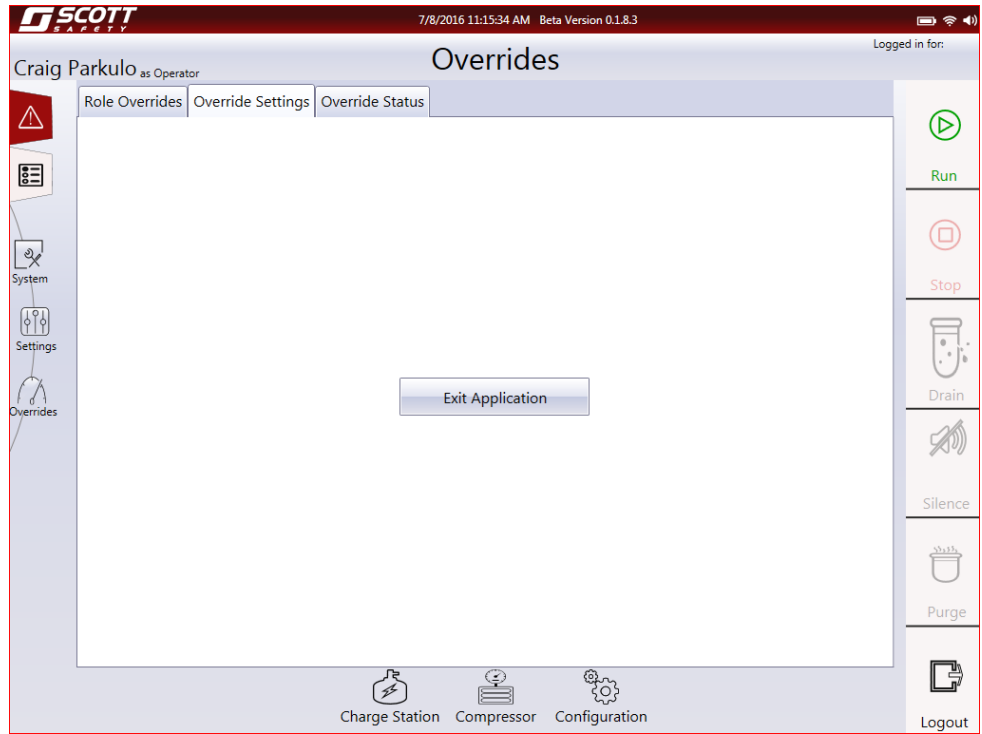 SCOTT
SAFETY
7/8/2016 11:15:34 AM Beta Version 0.1.8.3
Logged in for:
Craig Parkulo as Operator
Overrides
Role Overrides
Override Settings
Override Status
System
Settings
Overrides
Exit Application
Run
Stop
Drain
Silence
Purge
Logout
Charge Station
Compressor
Configuration